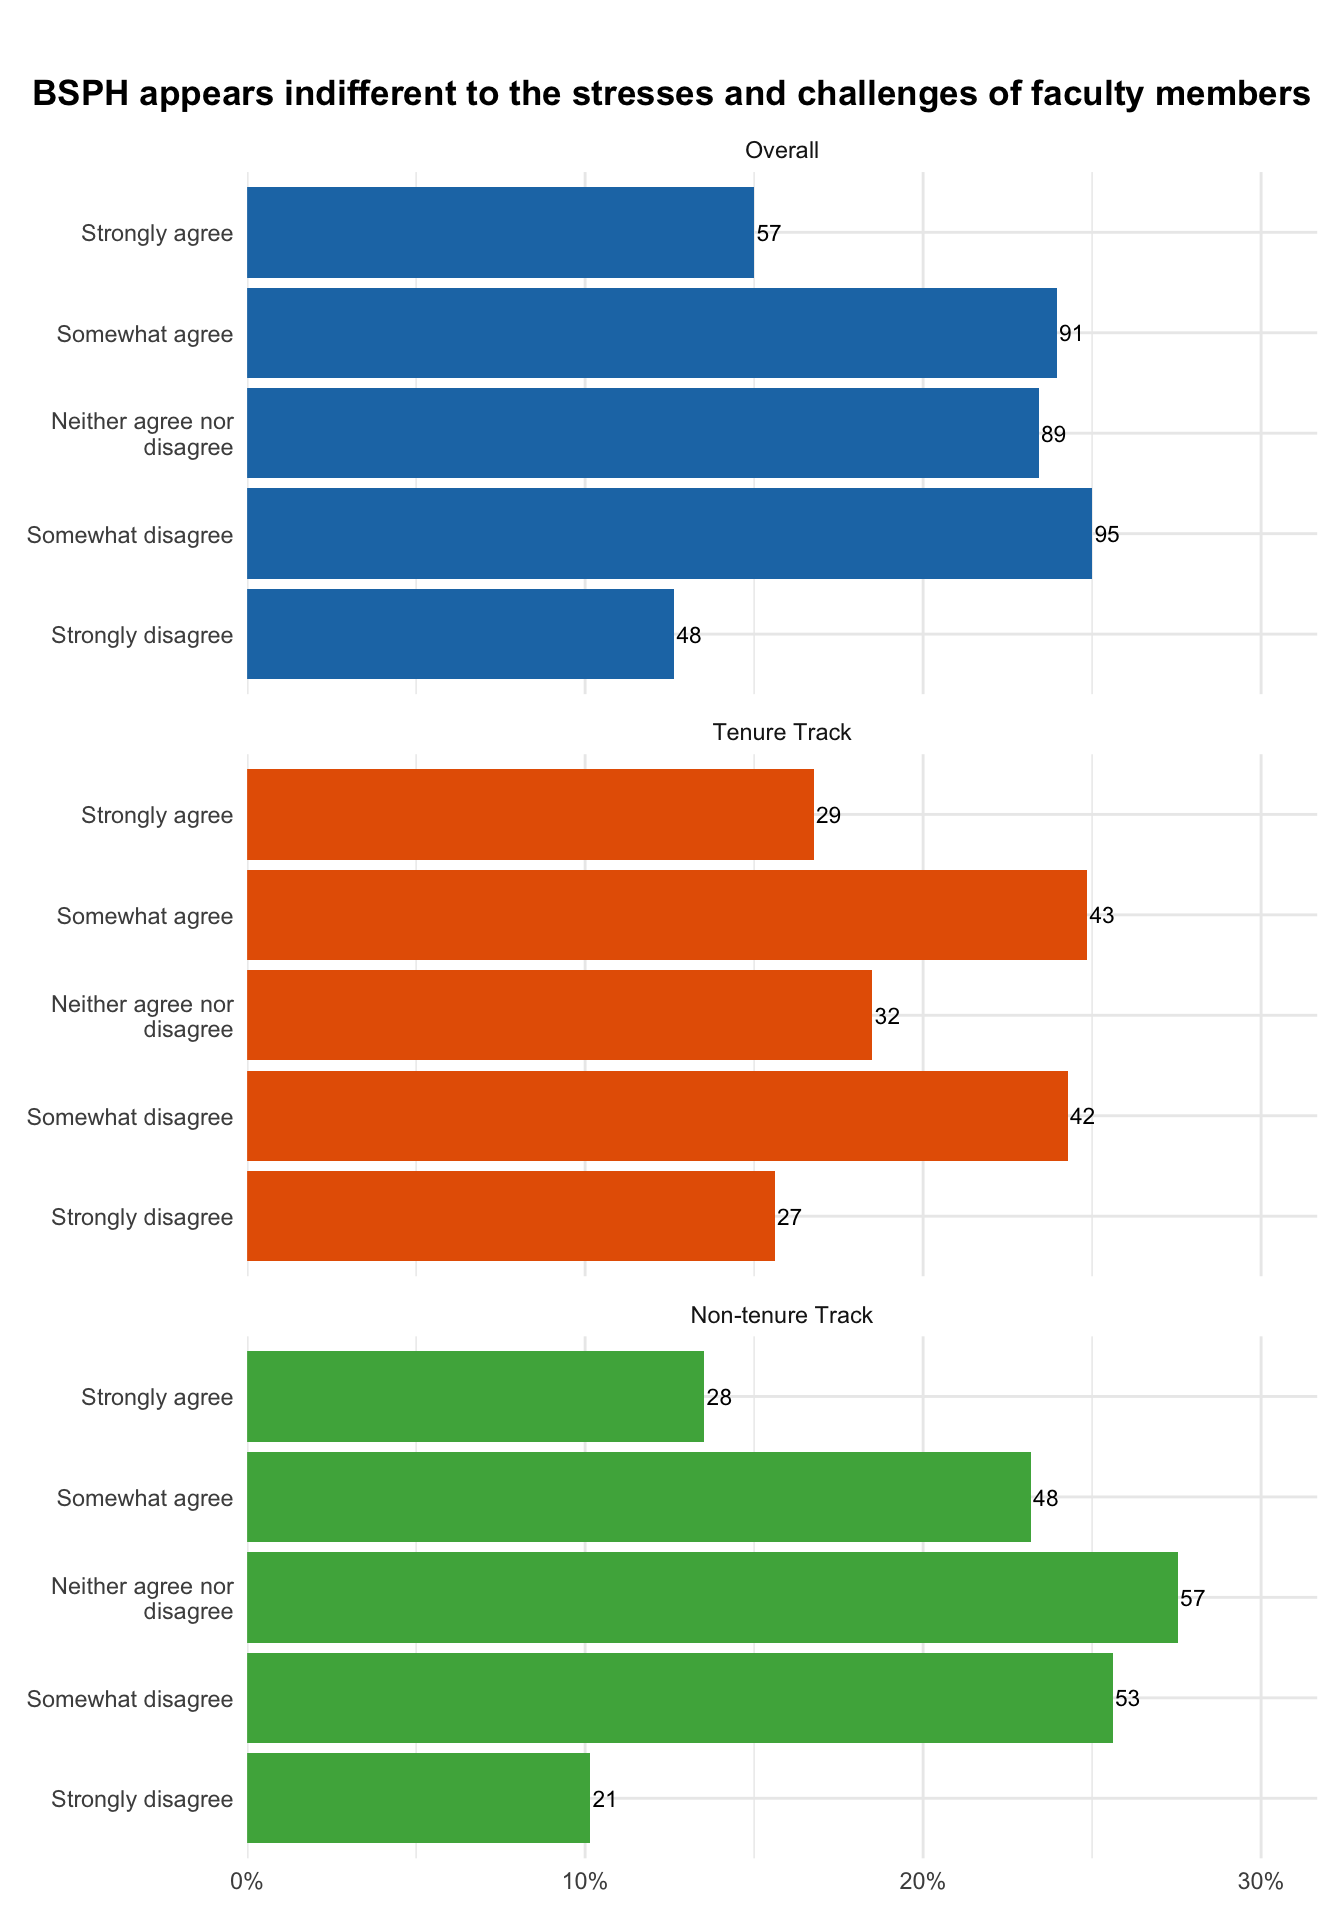 BSPH appears indifferent to the stresses and challenges of faculty members
Overall
Strongly agree
57
Somewhat agree
91
Neither agree nor
disagree
89
Somewhat disagree
95
Strongly disagree
48
Tenure Track
Strongly agree
29
Somewhat agree
43
Neither agree nor
disagree
32
Somewhat disagree
42
Strongly disagree
27
Non-tenure Track
Strongly agree
28
Somewhat agree
48
Neither agree nor
disagree
57
Somewhat disagree
53
Strongly disagree
21
0% 10% 20% 30%